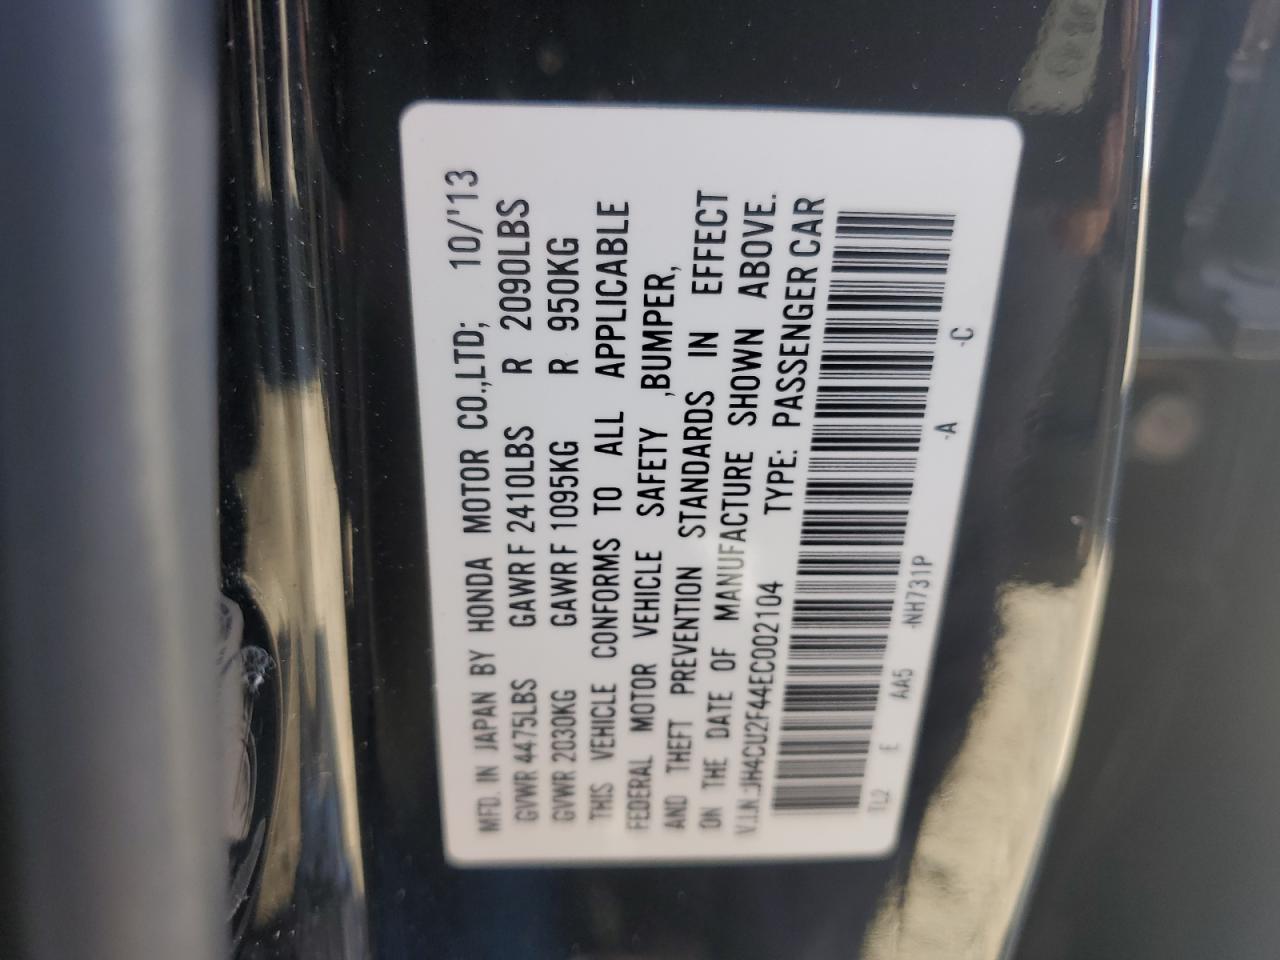 MFD. IN JAPAN BY HONDA MOTOR CO.,LTD; 10/'13
GVWR 4475LBS GAWR F 2410LBS R 2090LBS
GVWR 2030KG GAWR F 1095KG R 950KG
THIS VEHICLE CONFORMS TO ALL APPLICABLE
FEDERAL MOTOR VEHICLE SAFETY ,BUMPER,
AND THEFT PREVENTION STANDARDS IN EFFECT
ON THE DATE OF MANUFACTURE SHOWN ABOVE.
V.I.N.:JH4CU2F44EC002104 TYPE: PASSENGER CAR
TL2 E AA5 -NH731P -A -C